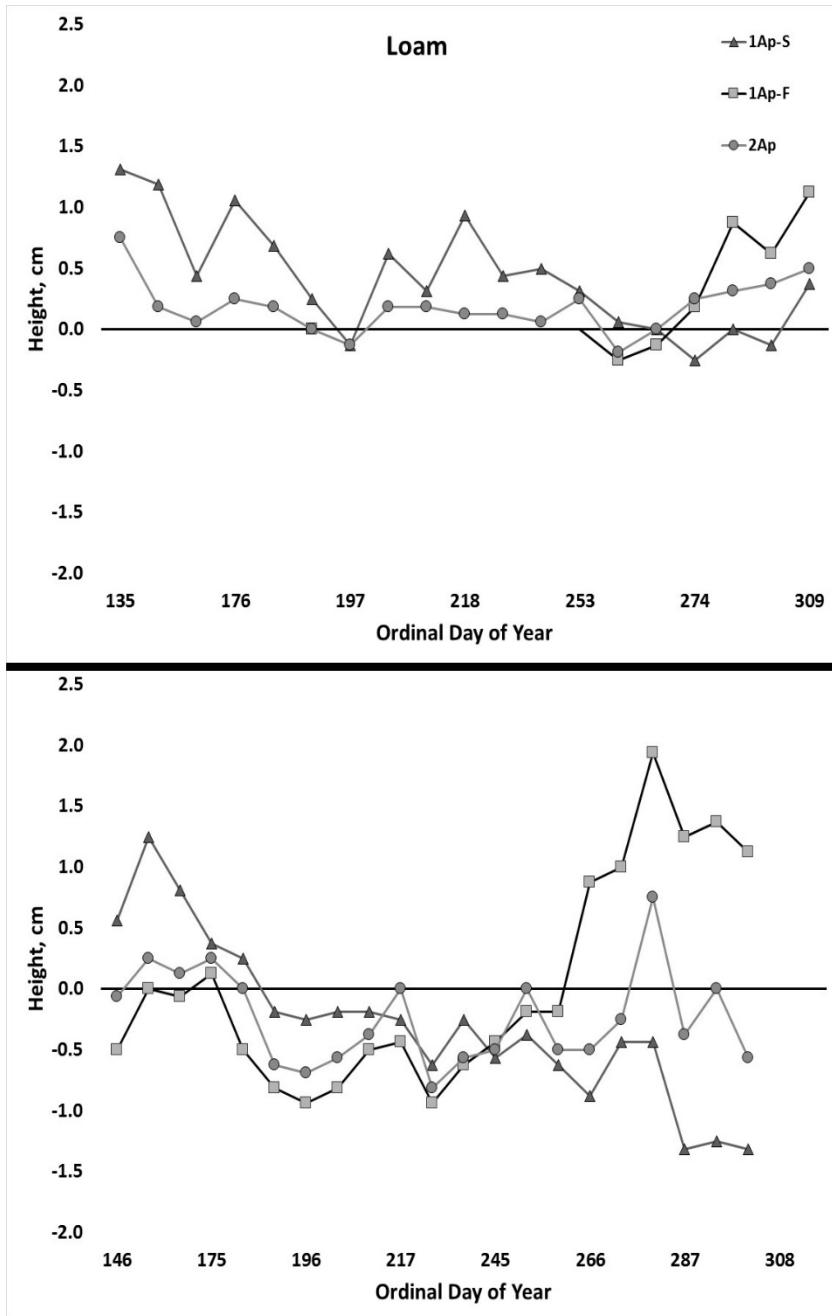 Loam
1Ap-S
1Ap-F
2Ap
2.5
2.0
1.5
1.0
0.5
0.0
-0.5
-1.0
-1.5
-2.0
Height, cm
135 176 197 218 253 274 309
Ordinal Day of Year
2.5
2.0
1.5
1.0
0.5
0.0
-0.5
-1.0
-1.5
-2.0
Height, cm
146 175 196 217 245 266 287 308
Ordinal Day of Year